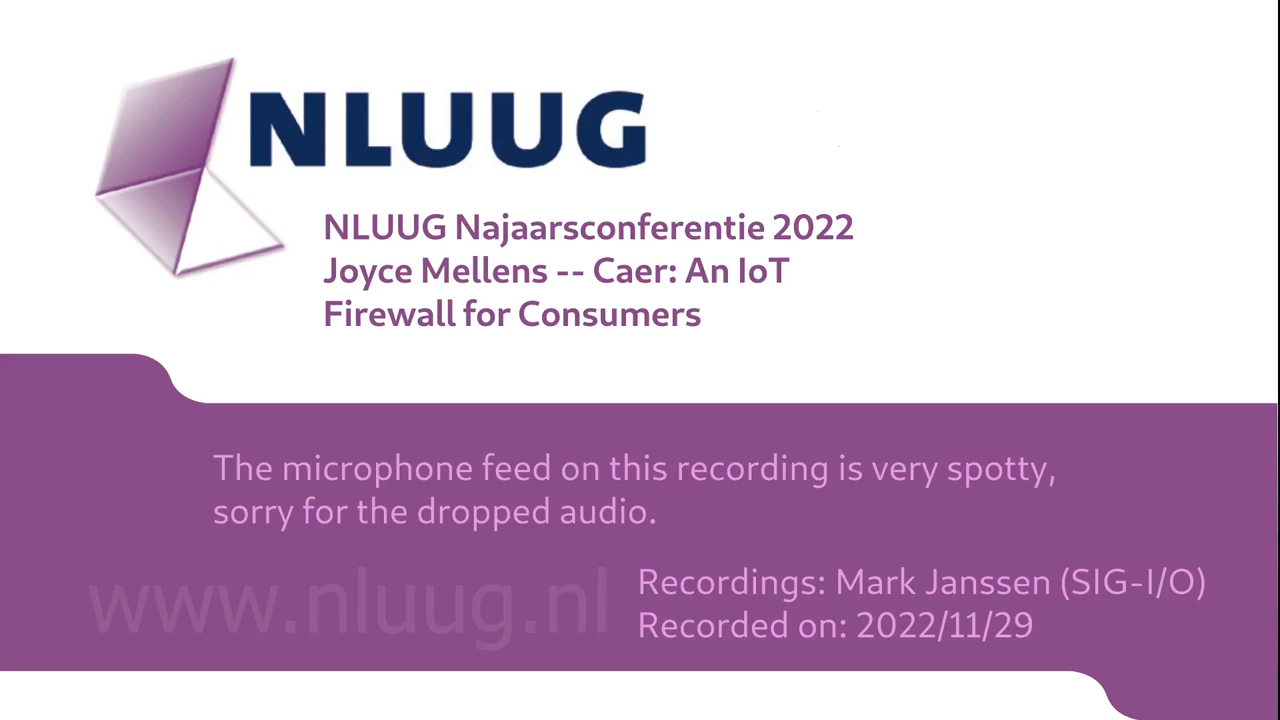 NLUUG
NLUUG Najaarsconferentie 2022
Joyce Mellens -- Caer: An IoT
Firewall for Consumers
The microphone feed on this recording is very spotty,
sorry for the dropped audio.
www.nluug.nl
Recordings: Mark Janssen (SIG-I/O)
Recorded on: 2022/11/29